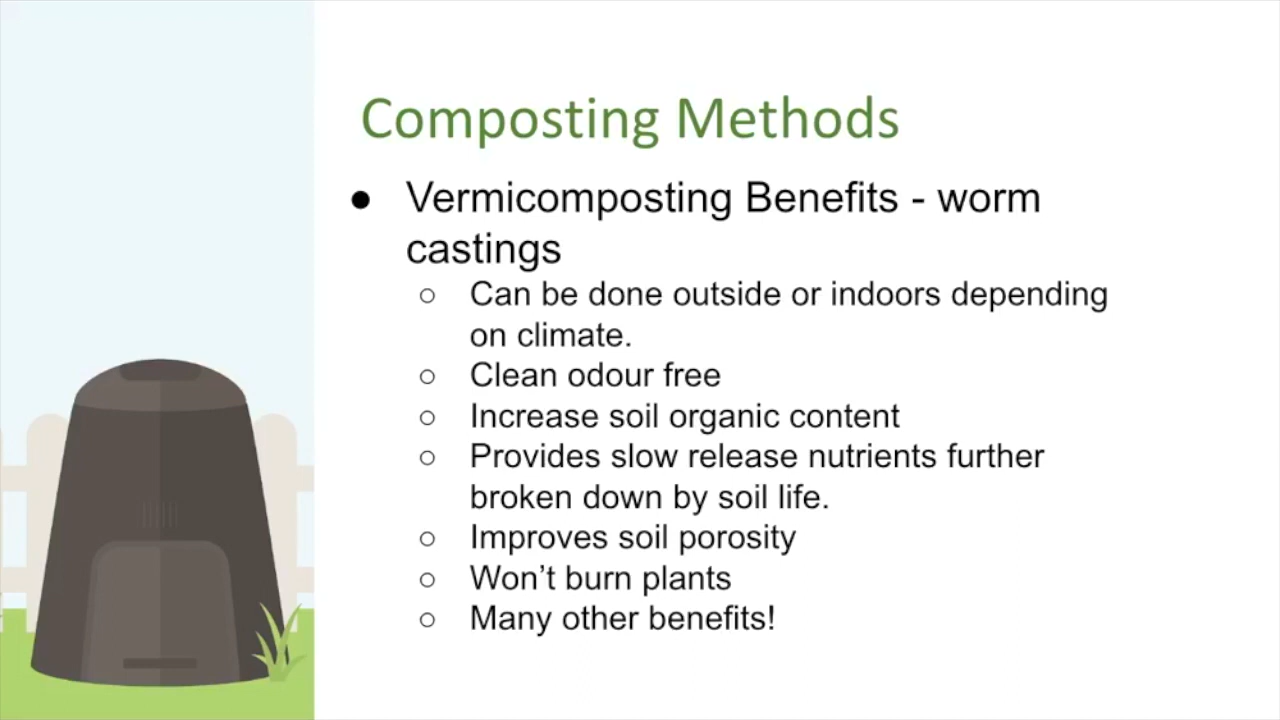 Composting Methods
● Vermicomposting Benefits - worm
castings
○ Can be done outside or indoors depending
on climate.
○ Clean odour free
○ Increase soil organic content
○ Provides slow release nutrients further
broken down by soil life.
○ Improves soil porosity
○ Won’t burn plants
○ Many other benefits!